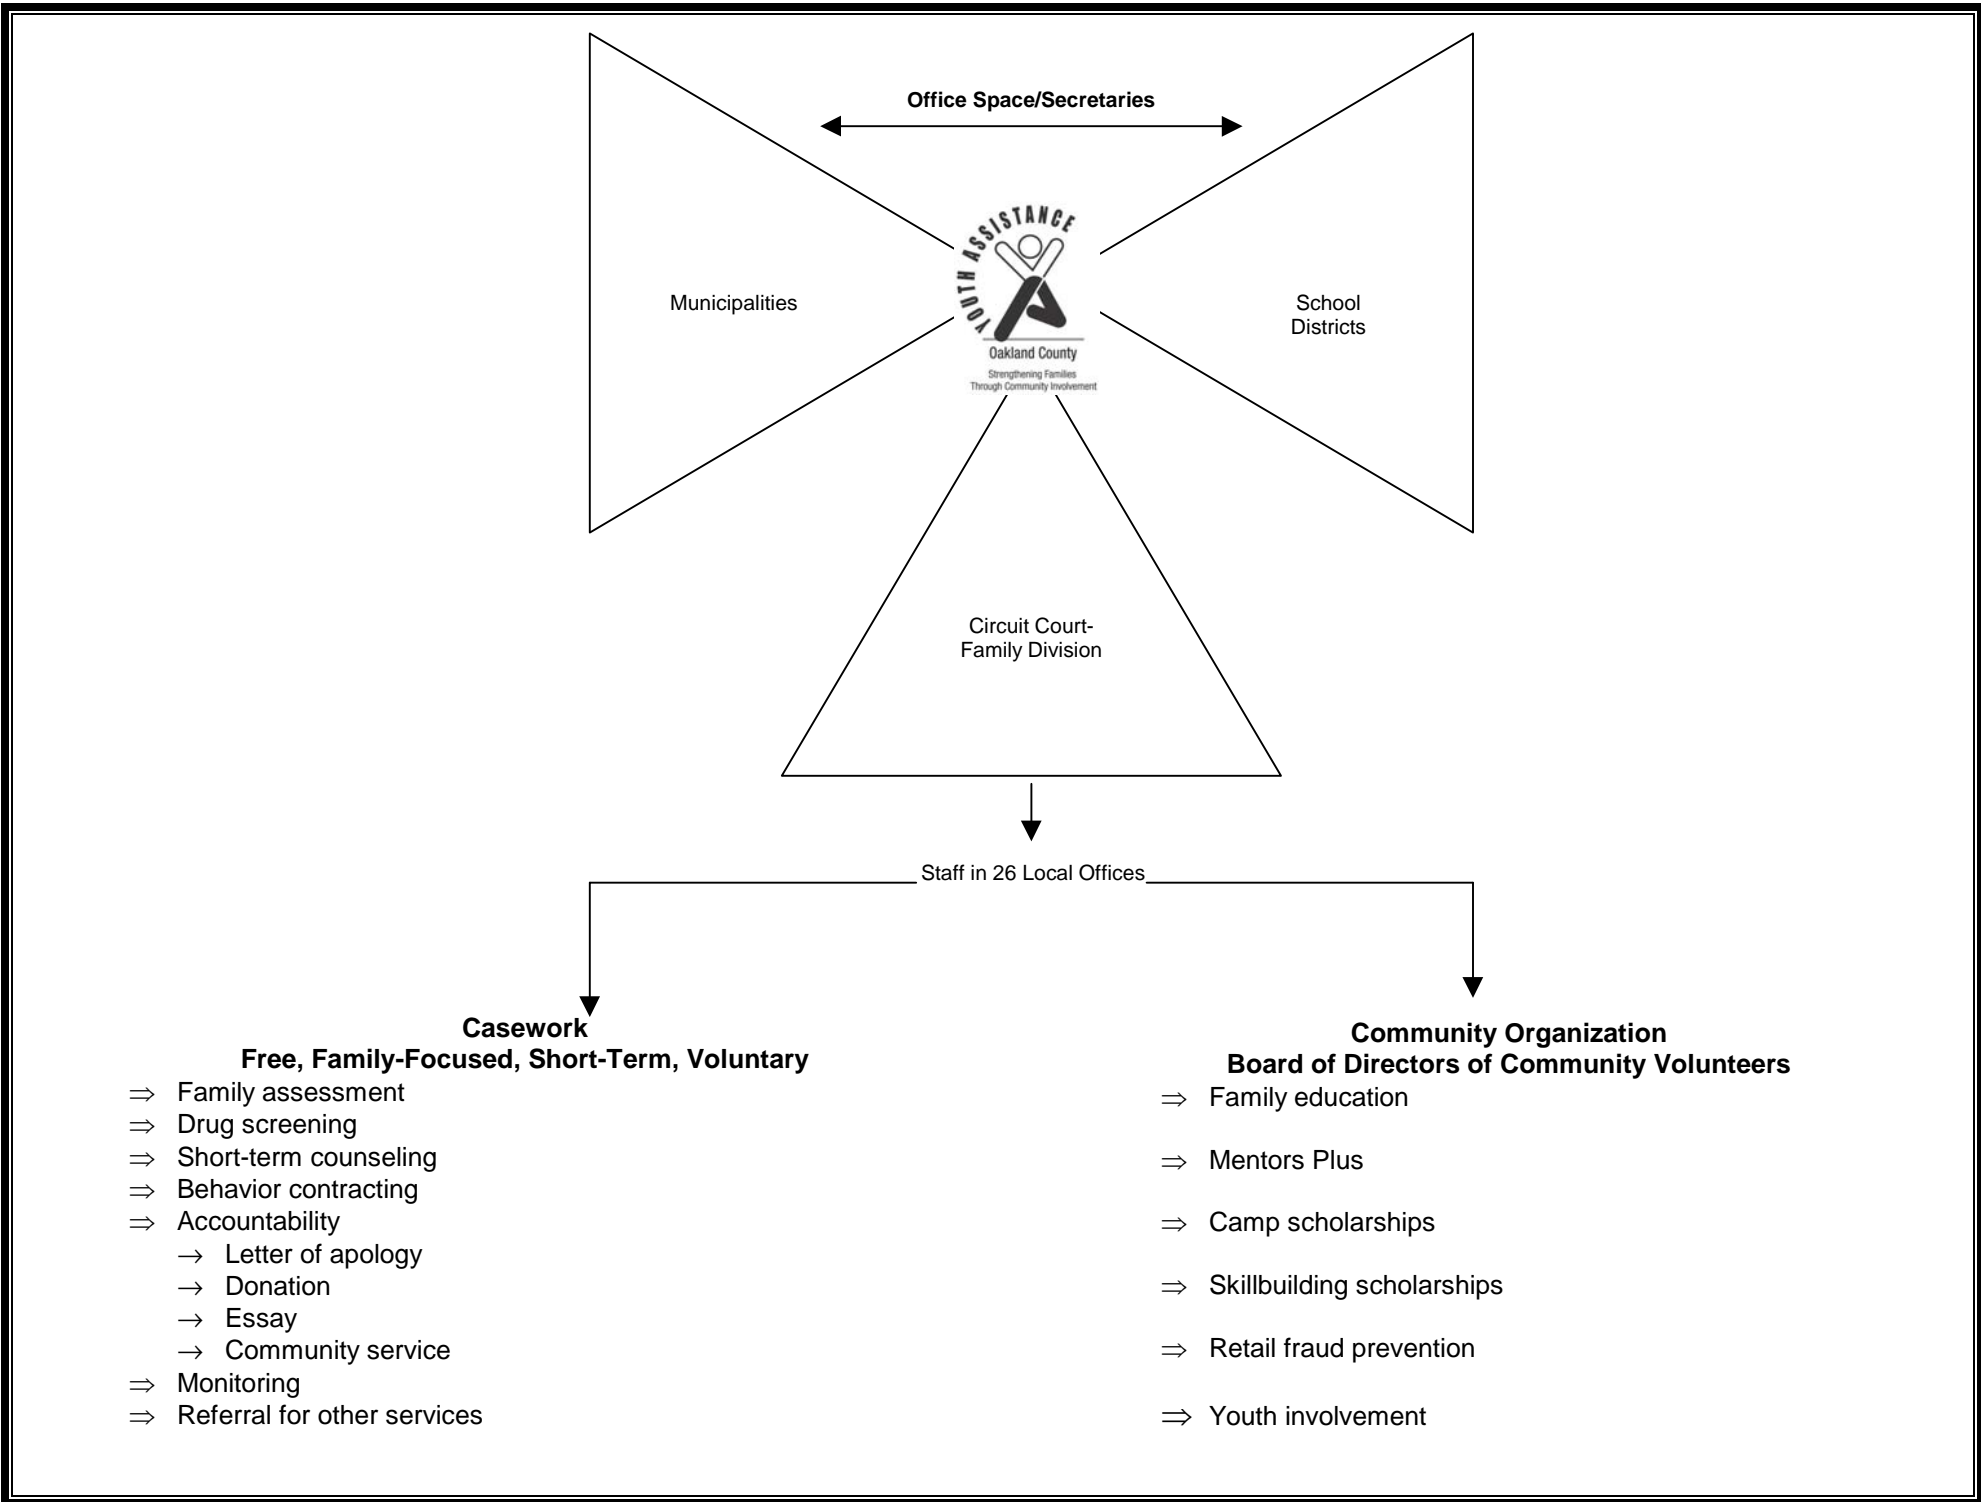 Office Space/Secretaries
YOUTH ASSISTANCE
Oakland County
Strengthening Families
Through Community Involvement
Municipalities
School
Districts
Circuit Court-
Family Division
Staff in 26 Local Offices
Casework
Free, Family-Focused, Short-Term, Voluntary
⇒ Family assessment
⇒ Drug screening
⇒ Short-term counseling
⇒ Behavior contracting
⇒ Accountability
→ Letter of apology
→ Donation
→ Essay
→ Community service
⇒ Monitoring
⇒ Referral for other services
Community Organization
Board of Directors of Community Volunteers
⇒ Family education
⇒ Mentors Plus
⇒ Camp scholarships
⇒ Skillbuilding scholarships
⇒ Retail fraud prevention
⇒ Youth involvement